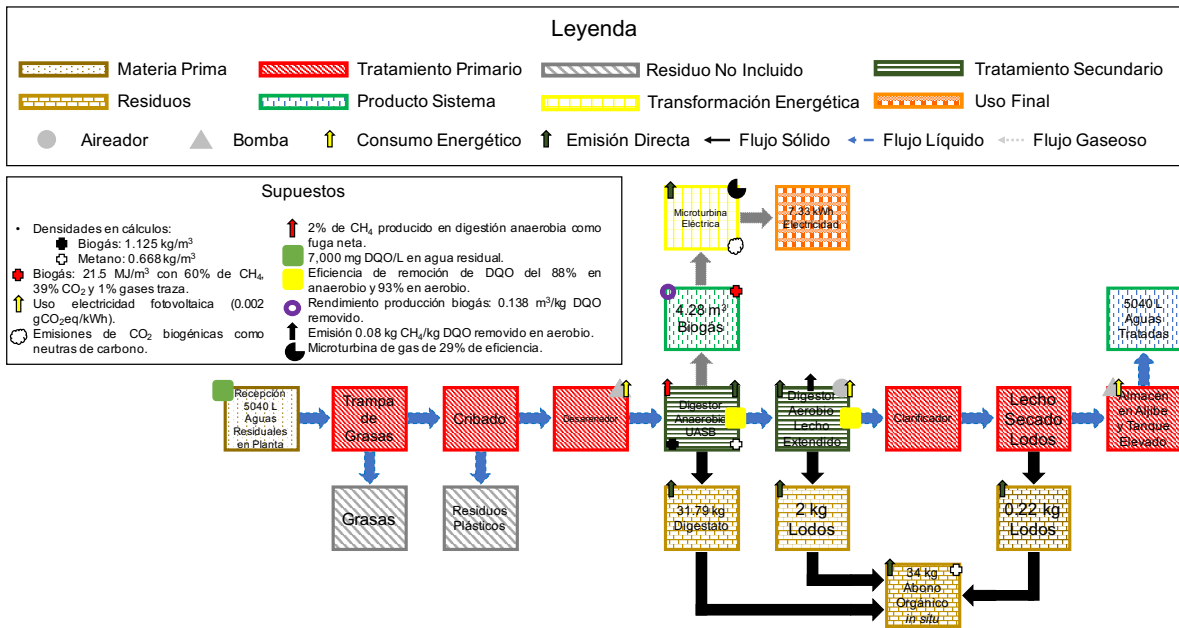 Leyenda
Materia Prima
Tratamiento Primario
Residuo No Incluido
Tratamiento Secundario
Residuos
Producto Sistema
Transformación Energética
Uso Final
Aireador
Bomba
Consumo Energético
Emisión Directa
Flujo Sólido
Flujo Líquido
Flujo Gaseoso
Supuestos
• Densidades en cálculos:
Biogás: 1.125 kg/m³
Metano: 0.668 kg/m³
Biogás: 21.5 MJ/m³ con 60% de CH₄,
39% CO₂ y 1% gases traza.
Uso electricidad fotovoltaica (0.002
gCO₂eq/kWh).
Emisiones de CO₂ biogénicas como
neutras de carbono.
2% de CH₄ producido en digestión anaerobia como
fuga neta.
7,000 mg DQO/L en agua residual.
Eficiencia de remoción de DQO del 88% en
anaerobio y 93% en aerobio.
Rendimiento producción biogás: 0.138 m³/kg DQO
removido.
Emisión 0.08 kg CH₄/kg DQO removido en aerobio.
Microturbina de gas de 29% de eficiencia.
Microturbina
Eléctrica
7.33 kWh
Electricidad
4.28 m³
Biogás
5040 L
Aguas
Tratadas
Recepción
5040 L
Aguas
Residuales
en Planta
Trampa
de
Grasas
Cribado
Desarenador
Digestor
Anaerobio
UASB
Digestor
Aerobio
Lecho
Extendido
Clarificador
Lecho
Secado
Lodos
Almacén
en Aljibe
y Tanque
Elevado
Grasas
Residuos
Plásticos
31.79 kg
Digestato
2 kg
Lodos
0.22 kg
Lodos
34 kg
Abono
Orgánico
in situ